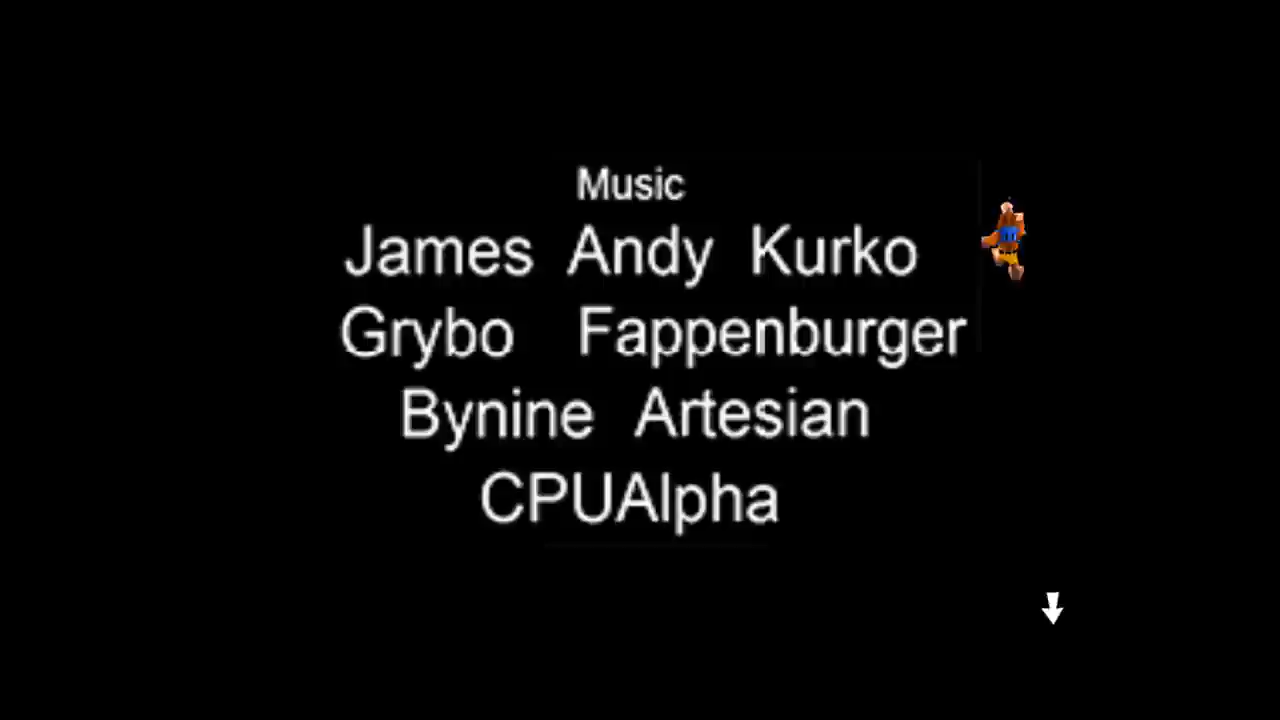 Music
James Andy Kurko
Grybo Fappenburger
Bynine Artesian
CPUAlpha